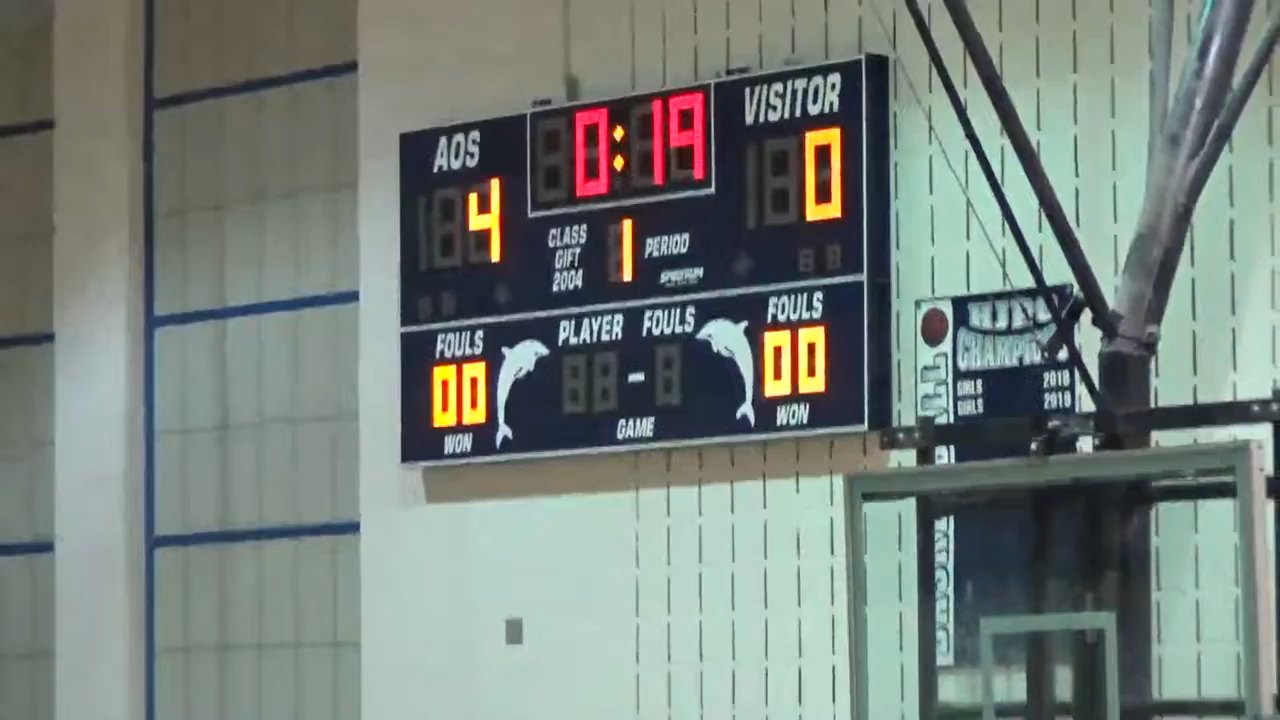 AOS
0:19
VISITOR
4
0
CLASS
GIFT
2004
1
PERIOD
SPECTRUM
FOULS
PLAYER
FOULS
FOULS
00
-
00
WON
GAME
WON
CHAMPIONS
GIRLS 2018
GIRLS 2018